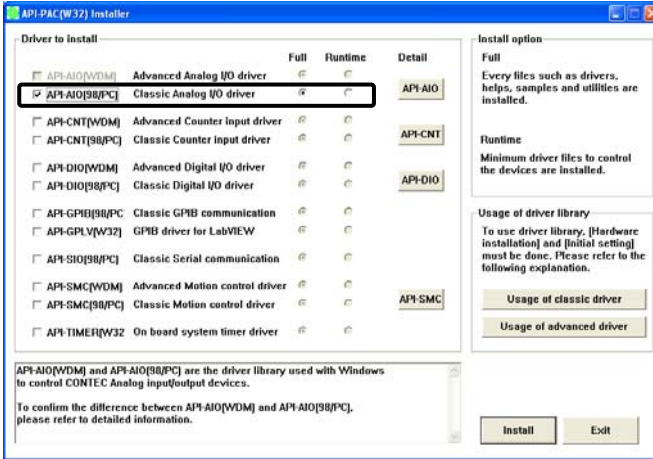 API-PAC(W32) Installer
Driver to install
Full Runtime Detail
API-AIO(WDM) Advanced Analog I/O driver
API-AIO(98/PC) Classic Analog I/O driver
API-AIO
API-CNT(WDM) Advanced Counter input driver
API-CNT(98/PC) Classic Counter input driver
API-CNT
API-DIO(WDM) Advanced Digital I/O driver
API-DIO(98/PC) Classic Digital I/O driver
API-DIO
API-GPIB(98/PC Classic GPIB communication
API-GPLV(W32) GPIB driver for LabVIEW
API-SIO(98/PC) Classic Serial communication
API-SMC(WDM) Advanced Motion control driver
API-SMC(98/PC) Classic Motion control driver
API-SMC
API-TIMER(W32 On board system timer driver
API-AIO(WDM) and API-AIO(98/PC) are the driver library used with Windows
to control CONTEC Analog input/output devices.
To confirm the difference between API-AIO(WDM) and API-AIO(98/PC),
please refer to detailed information.
Install option
Full
Every files such as drivers,
helps, samples and utilities are
installed.
Runtime
Minimum driver files to control
the devices are installed.
Usage of driver library
To use driver library, [Hardware
installation] and [Initial setting]
must be done. Please refer to the
following explanation.
Usage of classic driver
Usage of advanced driver
Install Exit